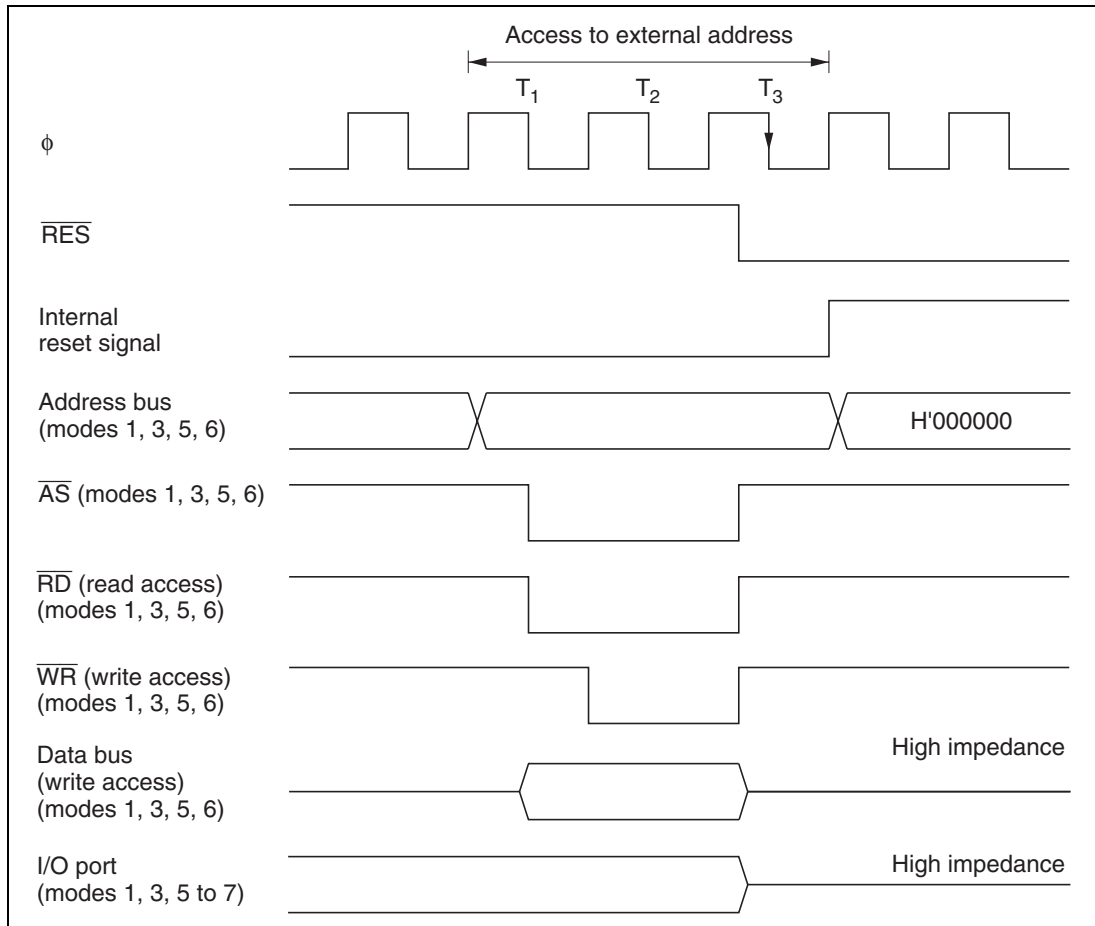 Access to external address
T1 T2 T3
φ
RES
Internal
reset signal
Address bus
(modes 1, 3, 5, 6)
H'000000
AS (modes 1, 3, 5, 6)
RD (read access)
(modes 1, 3, 5, 6)
WR (write access)
(modes 1, 3, 5, 6)
Data bus
(write access)
(modes 1, 3, 5, 6)
High impedance
I/O port
(modes 1, 3, 5 to 7)
High impedance